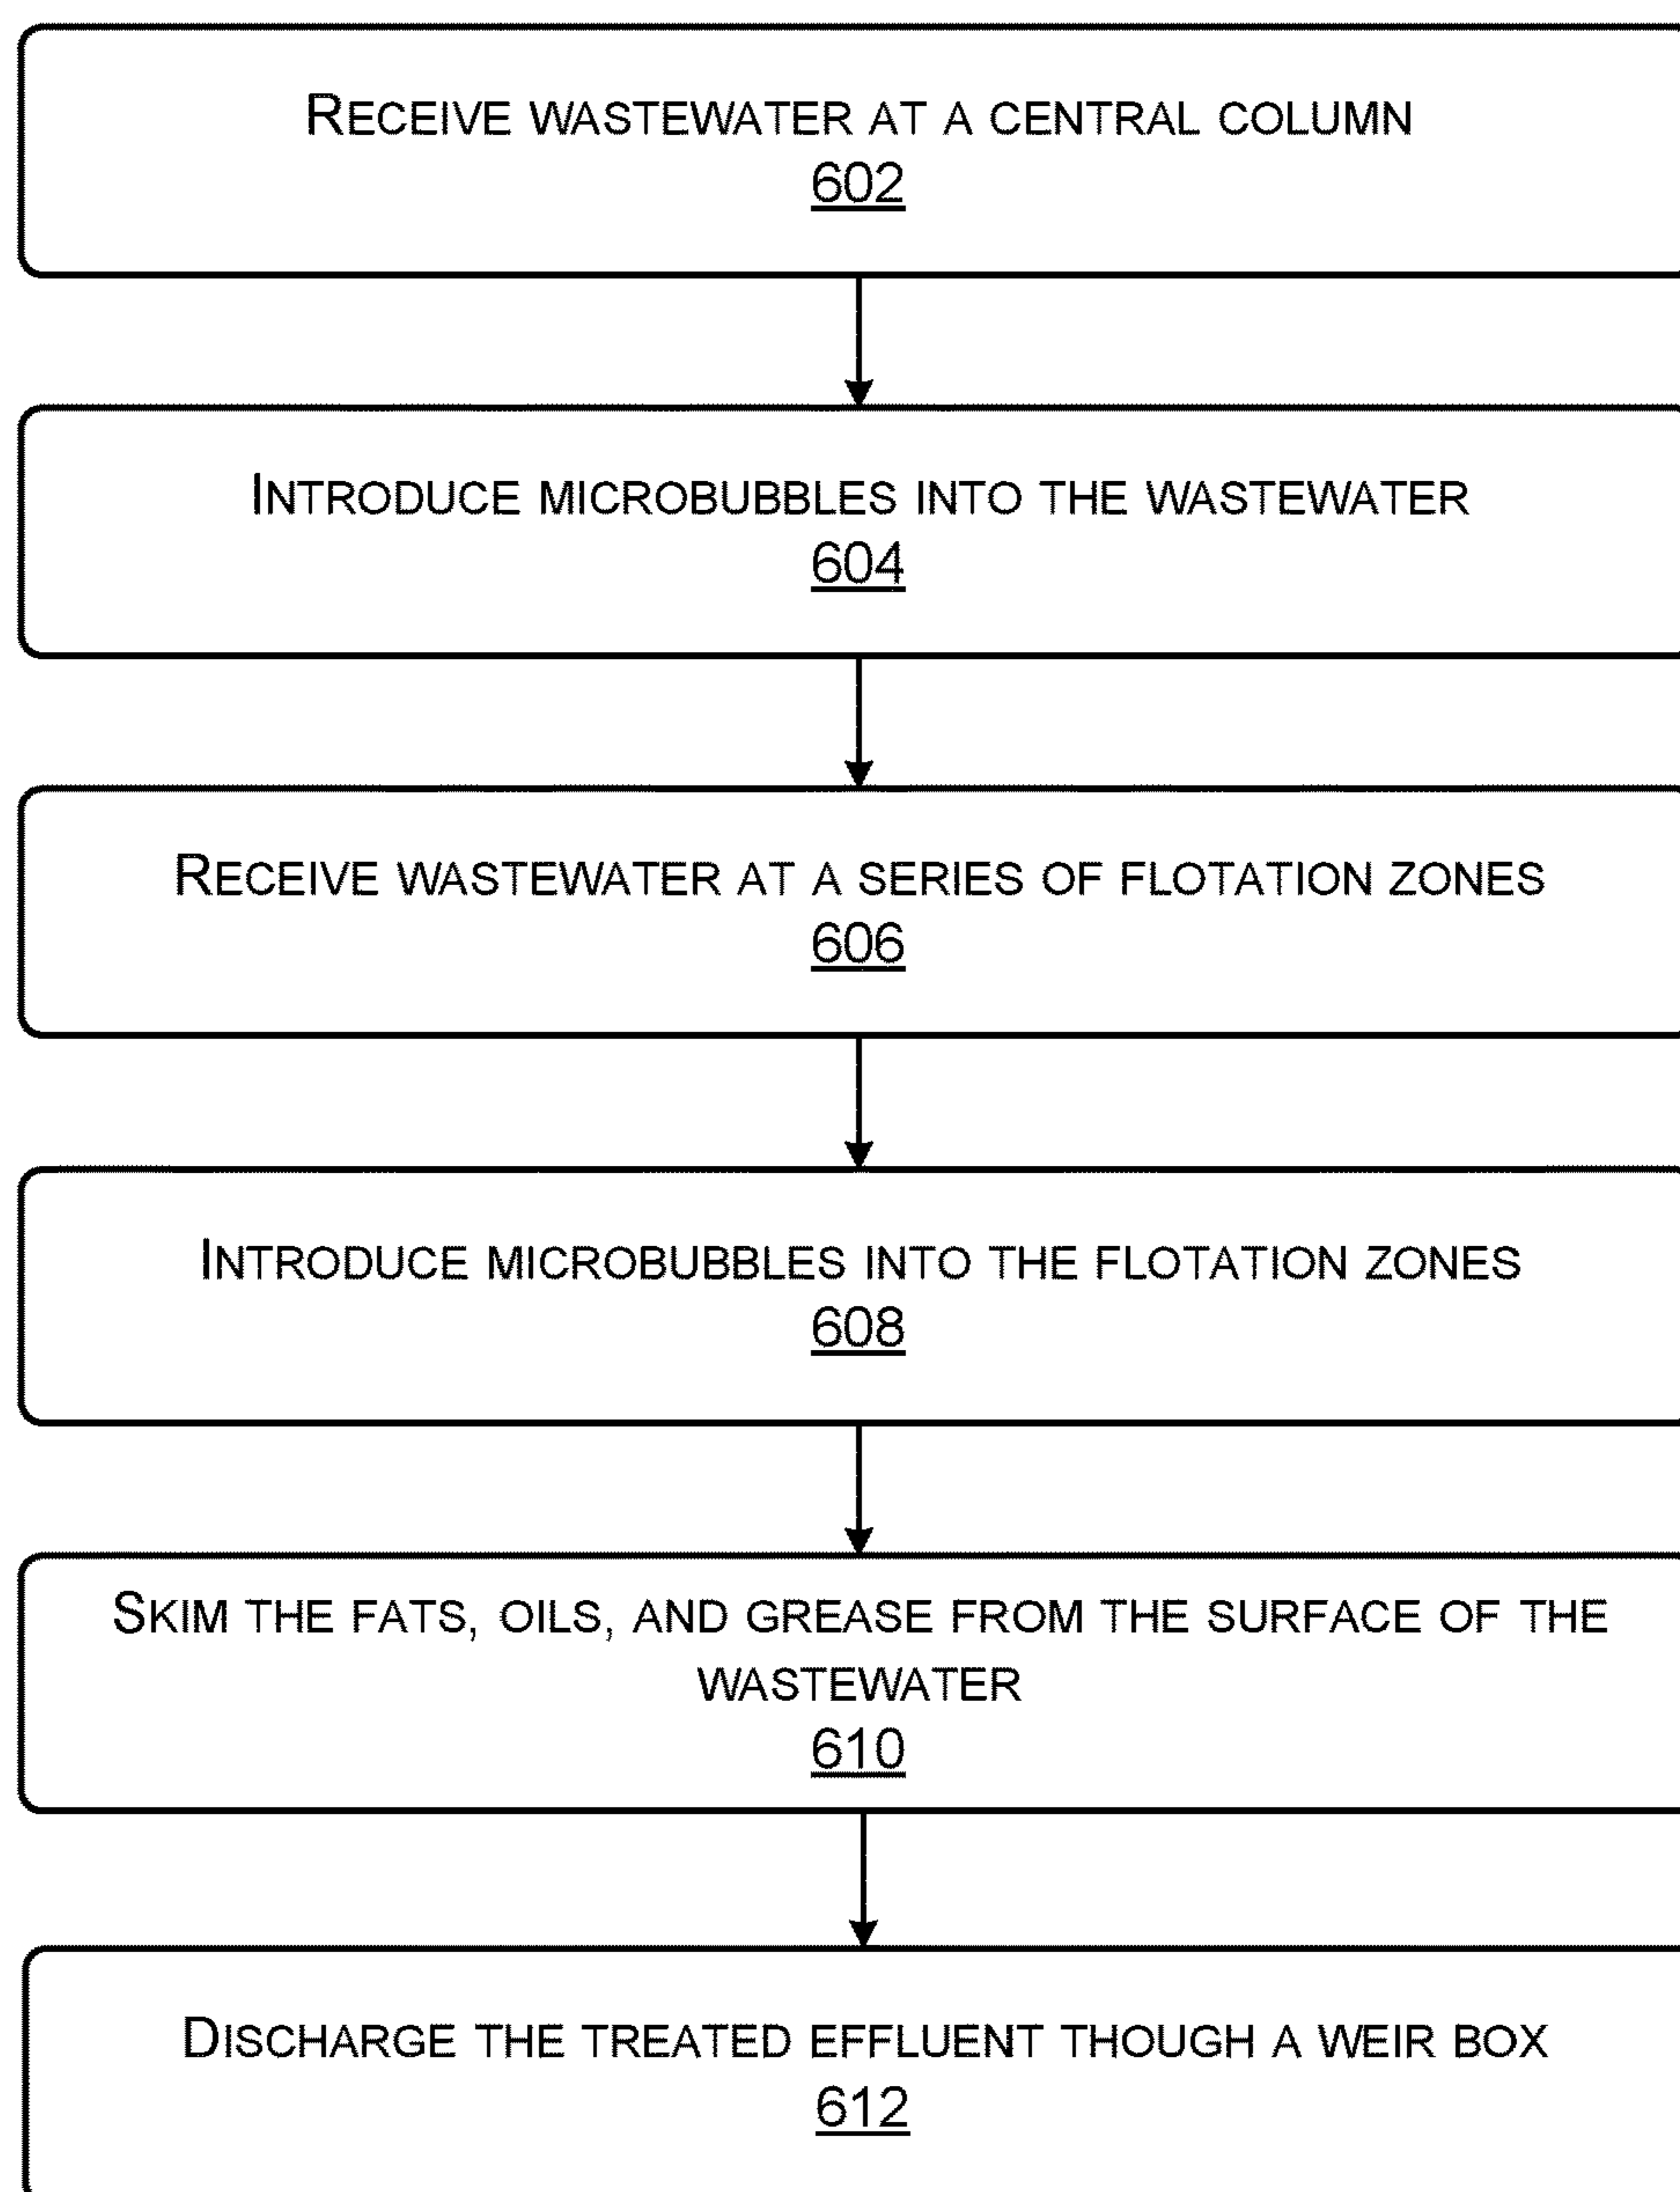 RECEIVE WASTEWATER AT A CENTRAL COLUMN
602
INTRODUCE MICROBUBBLES INTO THE WASTEWATER
604
RECEIVE WASTEWATER AT A SERIES OF FLOTATION ZONES
606
INTRODUCE MICROBUBBLES INTO THE FLOTATION ZONES
608
SKIM THE FATS, OILS, AND GREASE FROM THE SURFACE OF THE
WASTEWATER
610
DISCHARGE THE TREATED EFFLUENT THOUGH A WEIR BOX
612